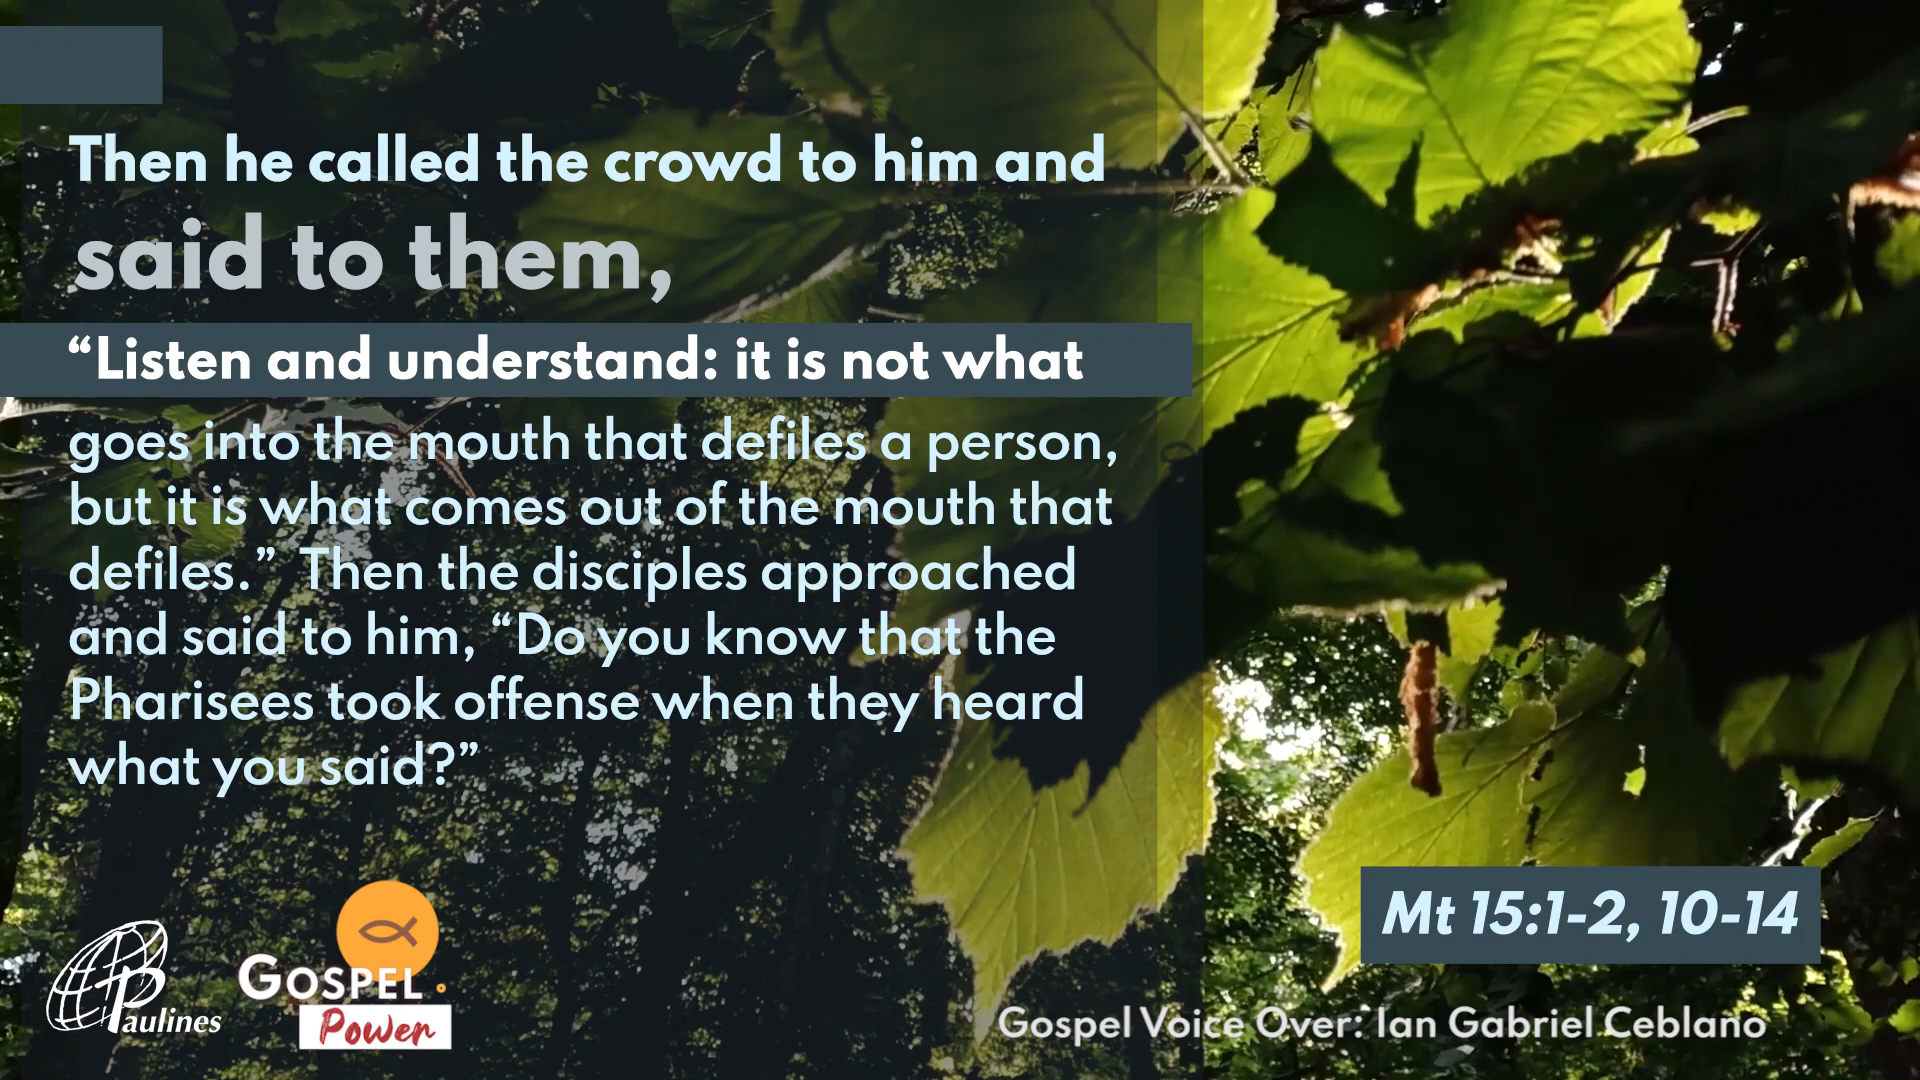 Then he called the crowd to him and
said to them,
“Listen and understand: it is not what
goes into the mouth that defiles a person,
but it is what comes out of the mouth that
defiles.” Then the disciples approached
and said to him, “Do you know that the
Pharisees took offense when they heard
what you said?”
Mt 15:1-2, 10-14
Paulines
GOSPEL
Power
Gospel Voice Over: Ian Gabriel Ceblano